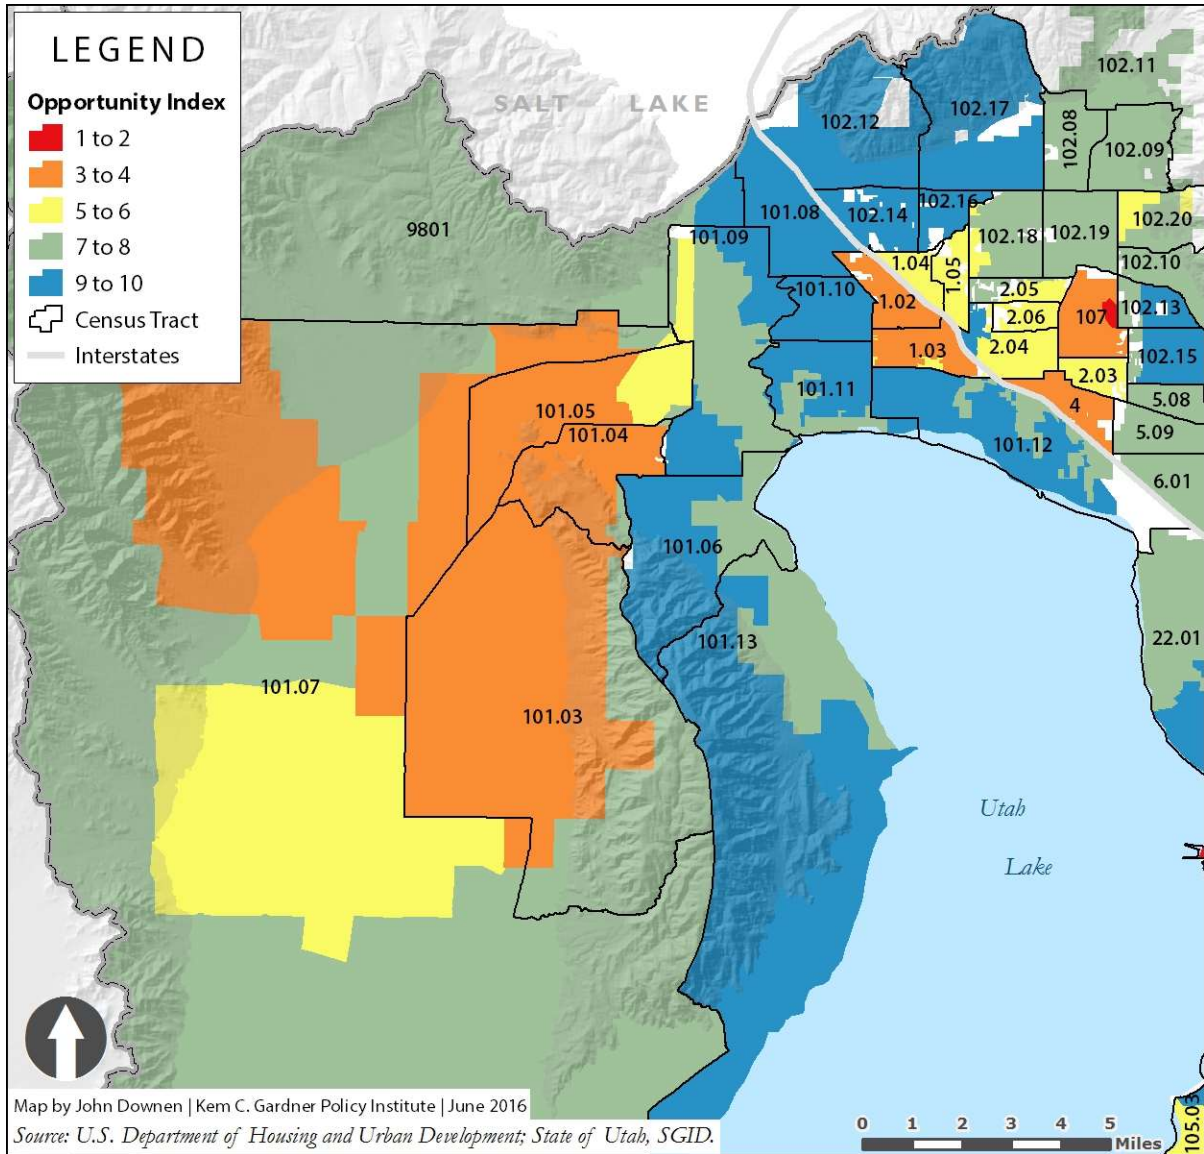 LEGEND
Opportunity Index
1 to 2
3 to 4
5 to 6
7 to 8
9 to 10
Census Tract
Interstates
SALT LAKE
102.11
102.12
102.17
102.08
102.09
9801
101.09
101.08
102.14
102.16
102.18
102.19
102.20
1.04
1.05
102.10
101.10
1.02
2.05
2.06
107
102.13
1.03
2.04
102.15
101.11
2.03
5.08
101.05
101.04
4
5.09
101.12
6.01
101.06
101.13
22.01
101.07
101.03
Utah
Lake
105.03
Map by John Downen | Kem C. Gardner Policy Institute | June 2016
Source: U.S. Department of Housing and Urban Development; State of Utah, SGID.
0 1 2 3 4 5
Miles